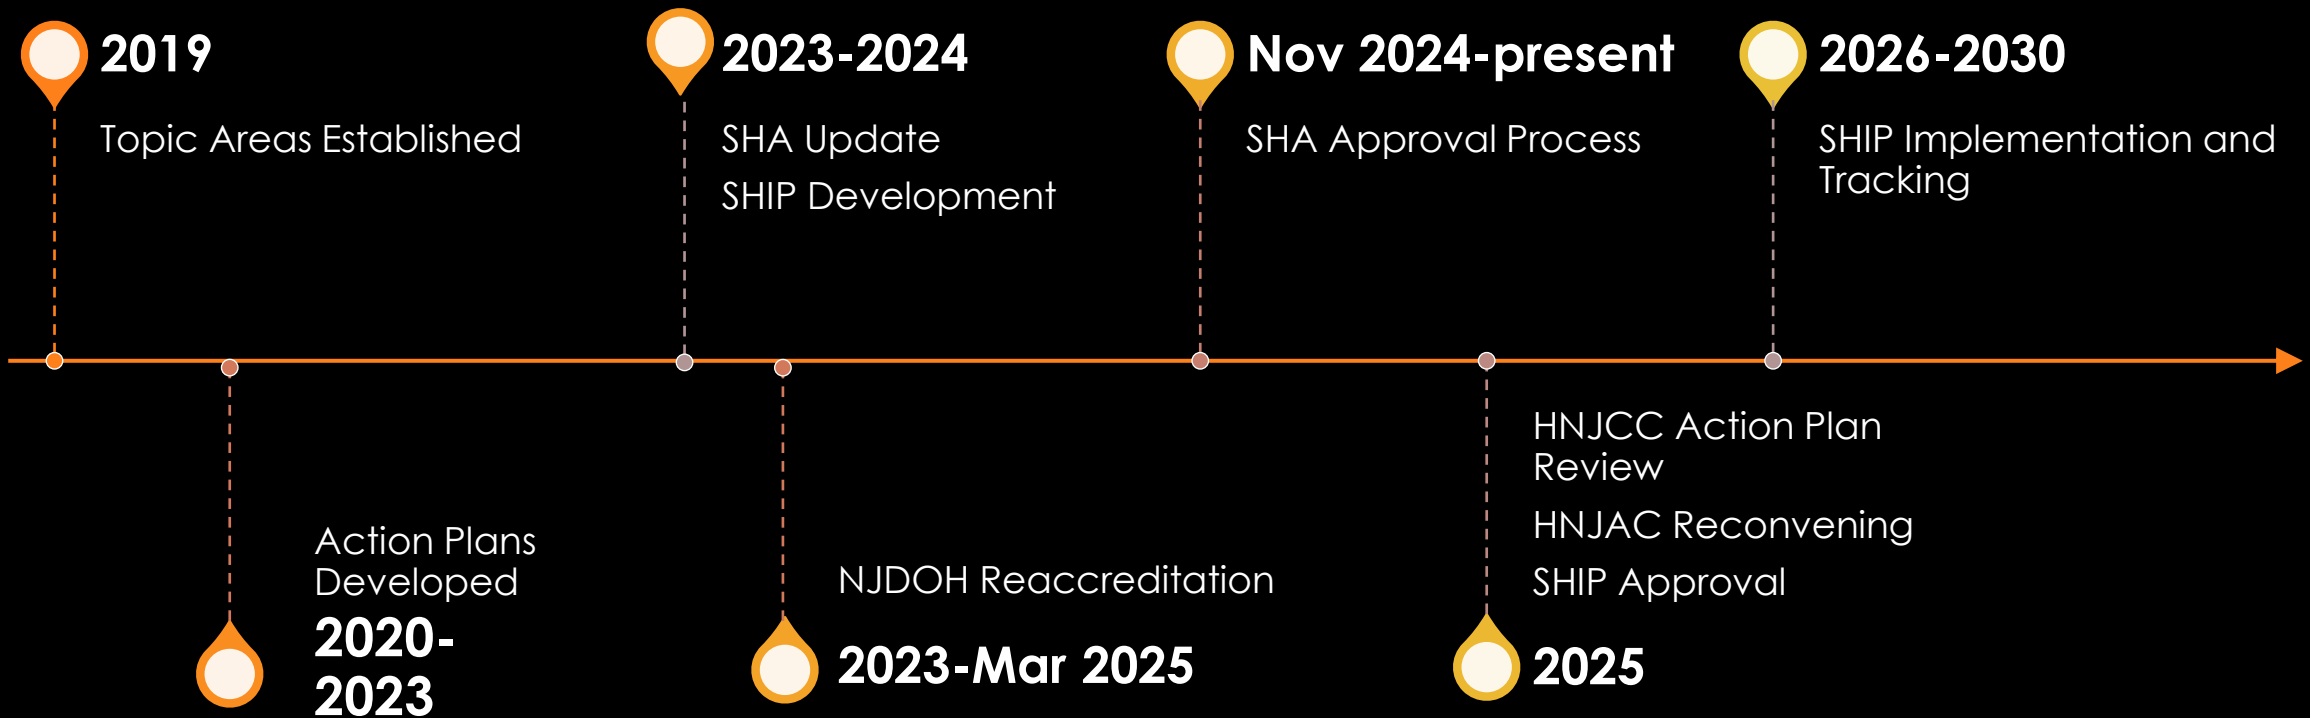 2019
Topic Areas Established
2023-2024
SHA Update
SHIP Development
Nov 2024-present
SHA Approval Process
2026-2030
SHIP Implementation and
Tracking
Action Plans
Developed
2020-
2023
NJDOH Reaccreditation
2023-Mar 2025
HNJCC Action Plan
Review
HNJAC Reconvening
SHIP Approval
2025